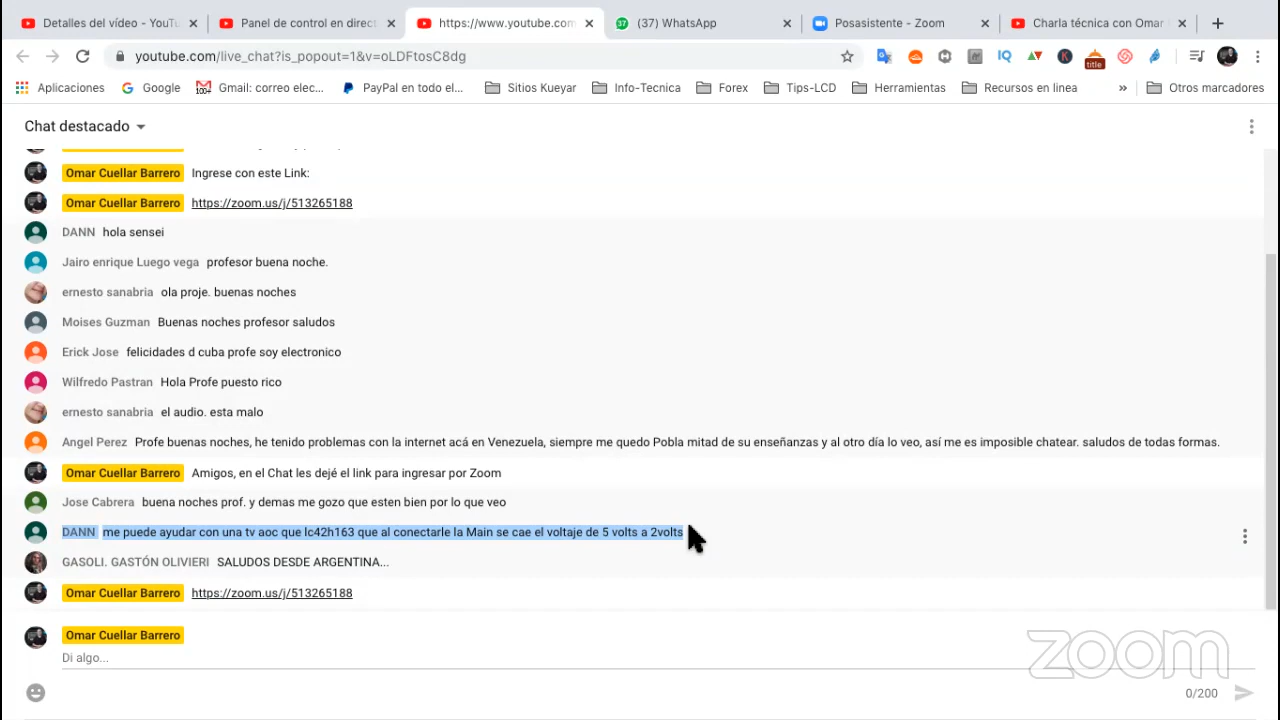 Detalles del vídeo - YouTu
Panel de control en direct
https://www.youtube.com
(37) WhatsApp
Posasistente - Zoom
Charla técnica con Omar
youtube.com/live_chat?is_popout=1&v=oLDFtosC8dg
title
Aplicaciones
Google
100+
Gmail: correo elec...
PayPal en todo el...
Sitios Kueyar
Info-Tecnica
Forex
Tips-LCD
Herramientas
Recursos en linea
»
Otros marcadores
Chat destacado
Omar Cuellar Barrero Ingrese con este Link:
Omar Cuellar Barrero https://zoom.us/j/513265188
DANN hola sensei
Jairo enrique Luego vega profesor buena noche.
ernesto sanabria ola proje. buenas noches
Moises Guzman Buenas noches profesor saludos
Erick Jose felicidades d cuba profe soy electronico
Wilfredo Pastran Hola Profe puesto rico
ernesto sanabria el audio. esta malo
Angel Perez Profe buenas noches, he tenido problemas con la internet acá en Venezuela, siempre me quedo Pobla mitad de su enseñanzas y al otro día lo veo, así me es imposible chatear. saludos de todas formas.
Omar Cuellar Barrero Amigos, en el Chat les dejé el link para ingresar por Zoom
Jose Cabrera buena noches prof. y demas me gozo que esten bien por lo que veo
DANN me puede ayudar con una tv aoc que lc42h163 que al conectarle la Main se cae el voltaje de 5 volts a 2volts
GASOLI. GASTÓN OLIVIERI SALUDOS DESDE ARGENTINA...
Omar Cuellar Barrero https://zoom.us/j/513265188
Omar Cuellar Barrero
Di algo...
zoom
0/200